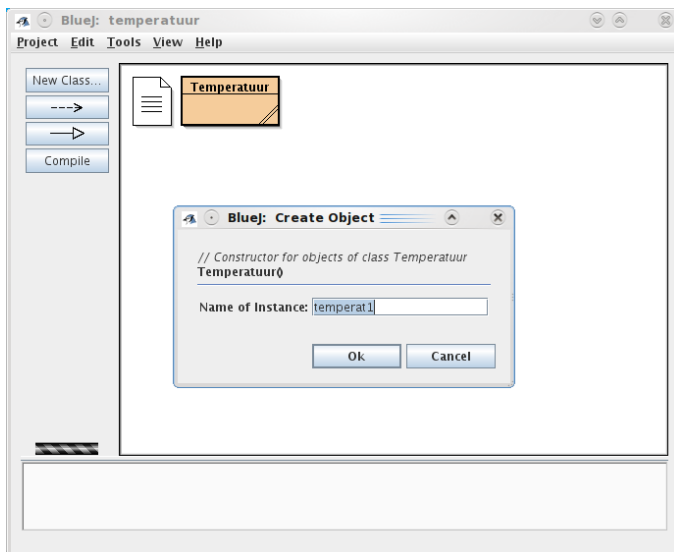 BlueJ: temperatuur
Project Edit Tools View Help
New Class...
Compile
Temperatuur
BlueJ: Create Object
// Constructor for objects of class Temperatuur
Temperatuur()
Name of Instance: temperat1
Ok Cancel